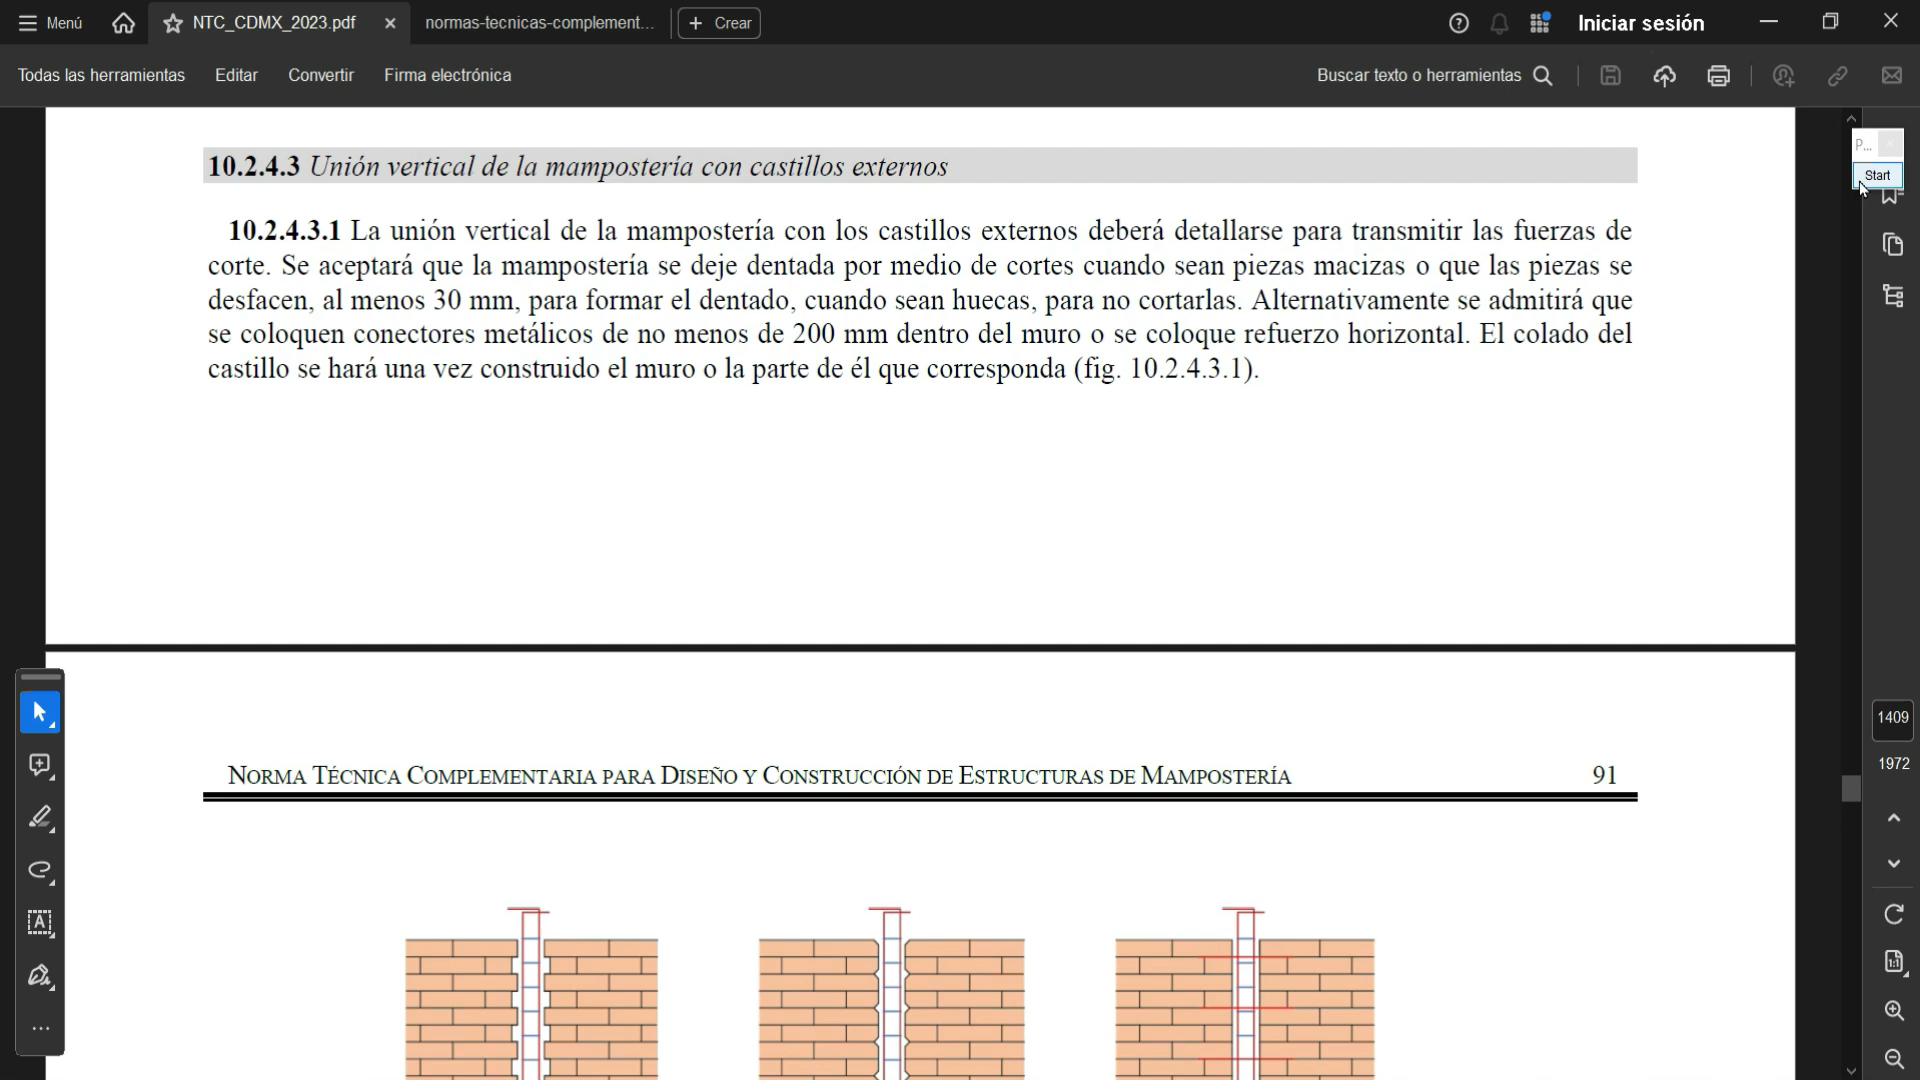 Menú
NTC_CDMX_2023.pdf
normas-tecnicas-complement...
+ Crear
Iniciar sesión
Todas las herramientas
Editar
Convertir
Firma electrónica
Buscar texto o herramientas
P...
Start
10.2.4.3 Unión vertical de la mampostería con castillos externos
10.2.4.3.1 La unión vertical de la mampostería con los castillos externos deberá detallarse para transmitir las fuerzas de
corte. Se aceptará que la mampostería se deje dentada por medio de cortes cuando sean piezas macizas o que las piezas se
desfacen, al menos 30 mm, para formar el dentado, cuando sean huecas, para no cortarlas. Alternativamente se admitirá que
se coloquen conectores metálicos de no menos de 200 mm dentro del muro o se coloque refuerzo horizontal. El colado del
castillo se hará una vez construido el muro o la parte de él que corresponda (fig. 10.2.4.3.1).
1409
1972
NORMA TÉCNICA COMPLEMENTARIA PARA DISEÑO Y CONSTRUCCIÓN DE ESTRUCTURAS DE MAMPOSTERÍA 91